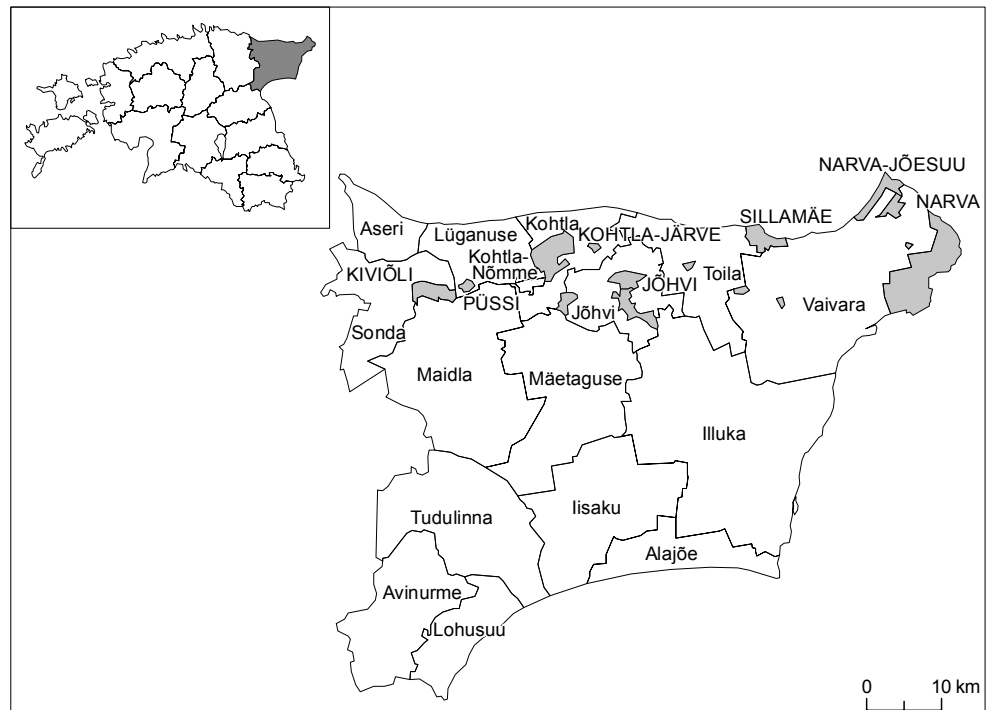 NARVA-JÕESUU
NARVA
SILLAMÄE
Aseri
Lüganuse
Kohtla
KOHTLA-JÄRVE
Kohtla-
Nõmme
KIVIÕLI
PÜSSI
JÕHVI
Toila
Jõhvi
Vaivara
Sonda
Maidla
Mäetaguse
Illuka
Iisaku
Tudulinna
Alajõe
Avinurme
Lohusuu
0 10 km